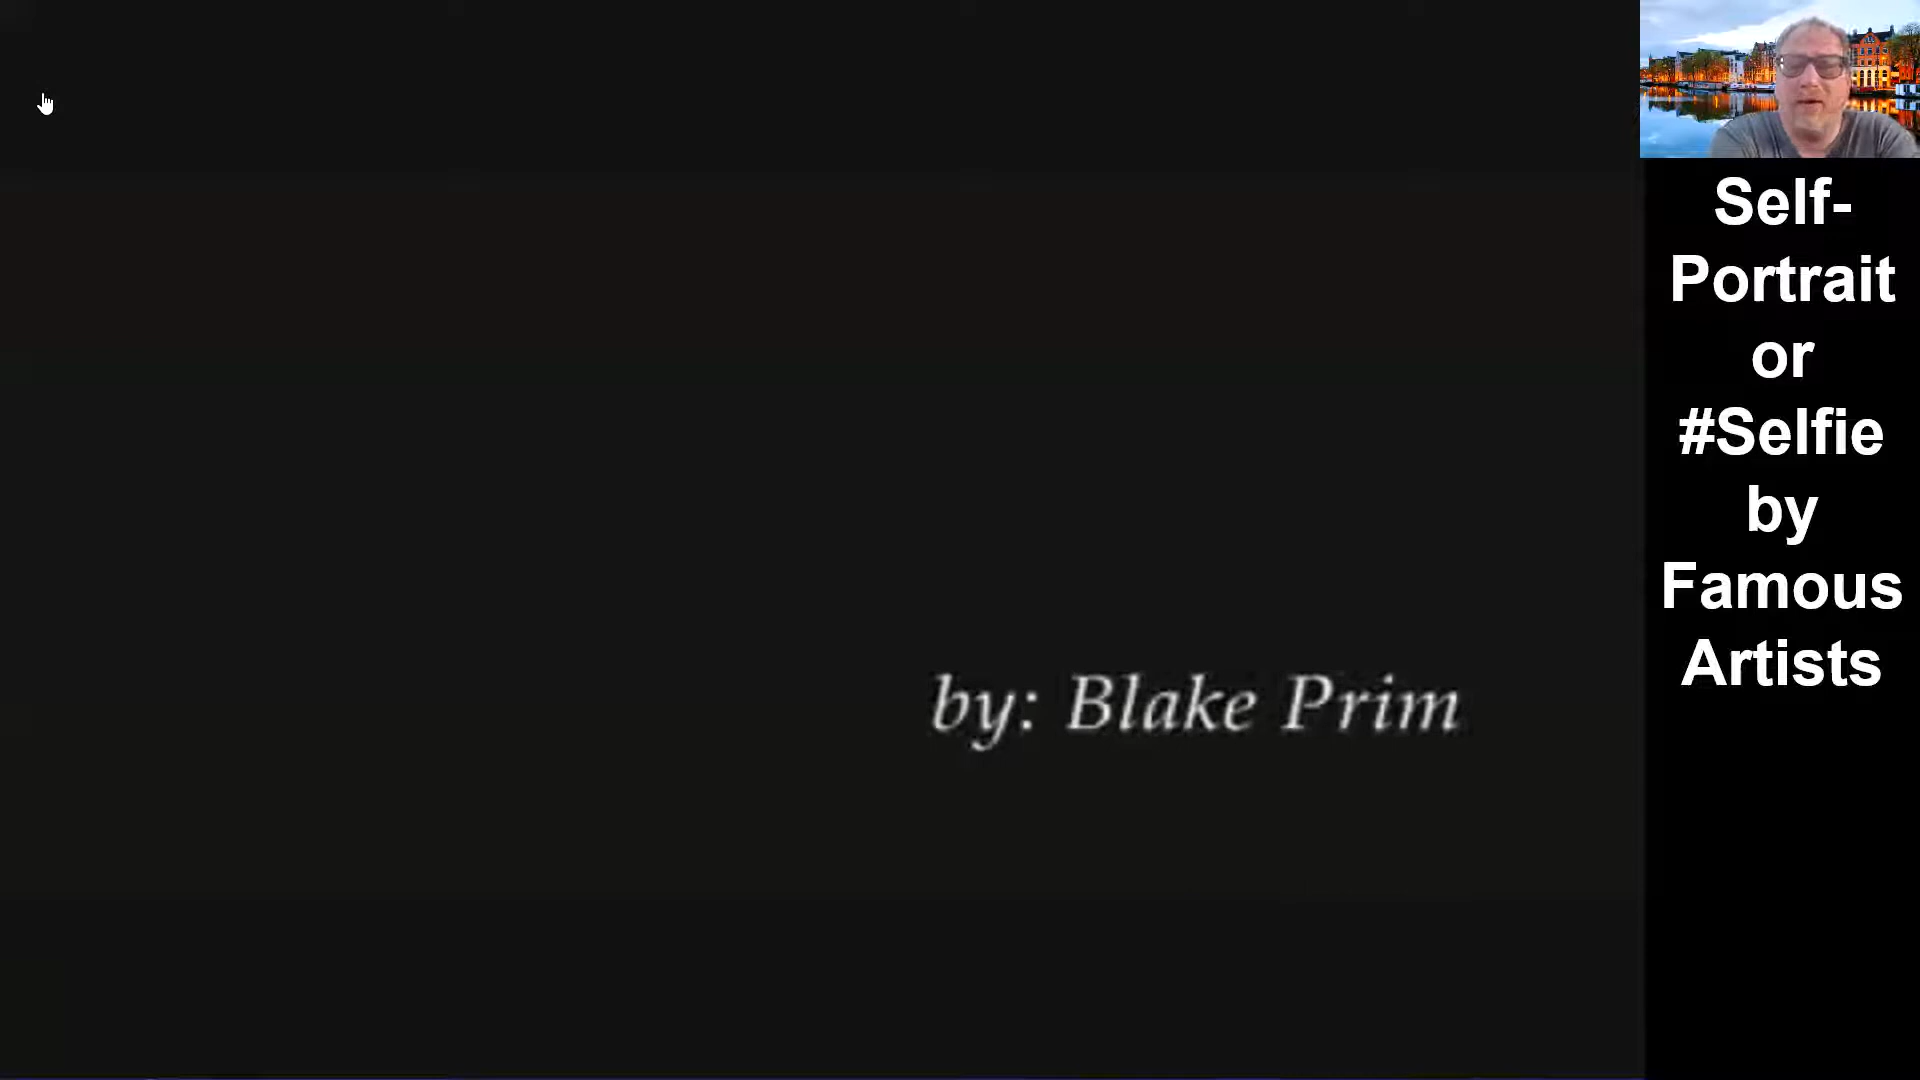 Self-
Portrait
or
#Selfie
by
Famous
Artists
by: Blake Prim